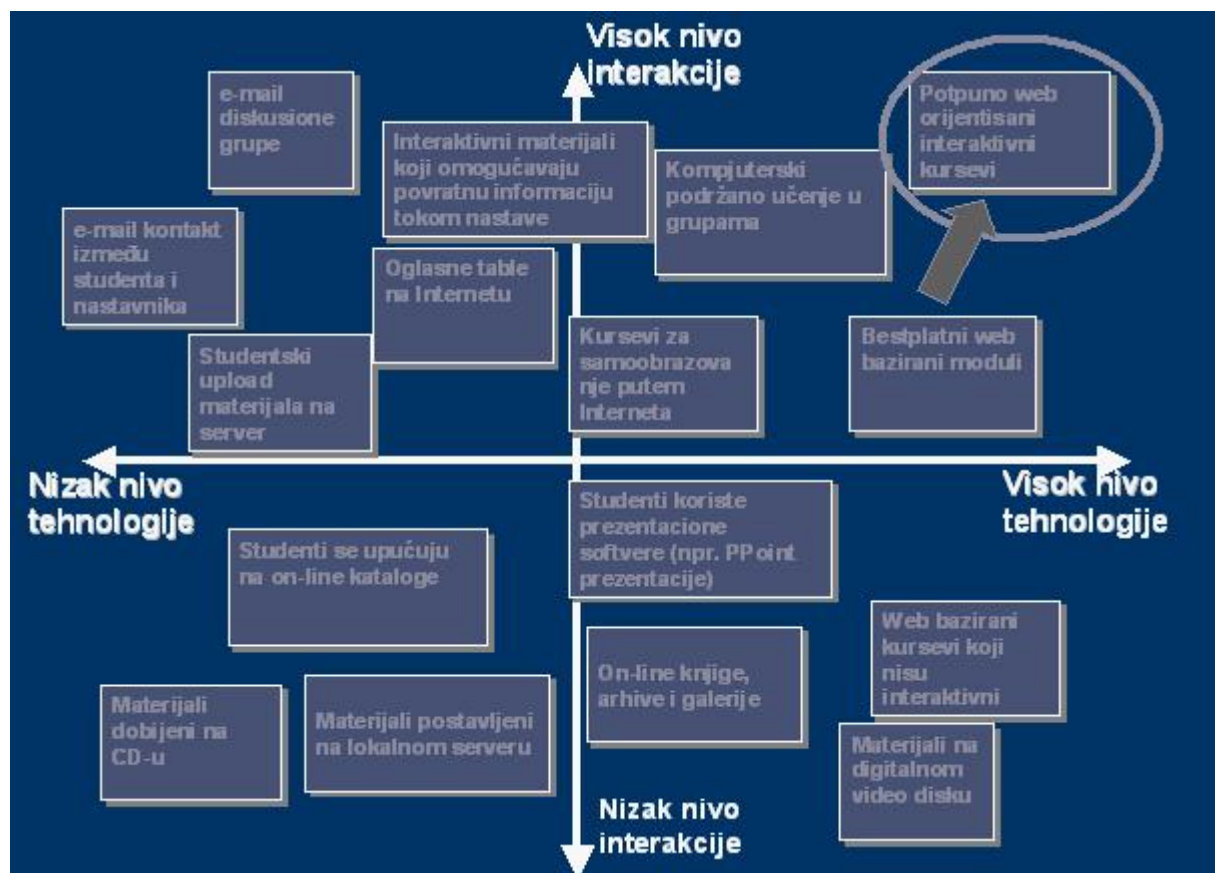 Visok nivo
interakcije
e-mail
diskusione
grupe
Interaktivni materijali
koji omogućavaju
povratnu informaciju
tokom nastave
Kompjuterski
podržano učenje u
grupama
Potpuno web
orijentisani
interaktivni
kursevi
e-mail kontakt
između
studenta i
nastavnika
Oglasne table
na Internetu
Studentski
upload
materijala na
server
Kursevi za
samoobrazova
nje putem
Interneta
Bestplatni web
bazirani moduli
Nizak nivo
tehnologije
Visok nivo
tehnologije
Studenti koriste
prezentacione
softvere (npr. PPoint
prezentacije)
Studenti se upućuju
na on-line kataloge
Web bazirani
kursevi koji
nisu
interaktivni
On-line knjige,
arhive i galerije
Materijali
dobijeni na
CD-u
Materijali postavljeni
na lokalnom serveru
Materijali na
digitalnom
video disku
Nizak nivo
interakcije